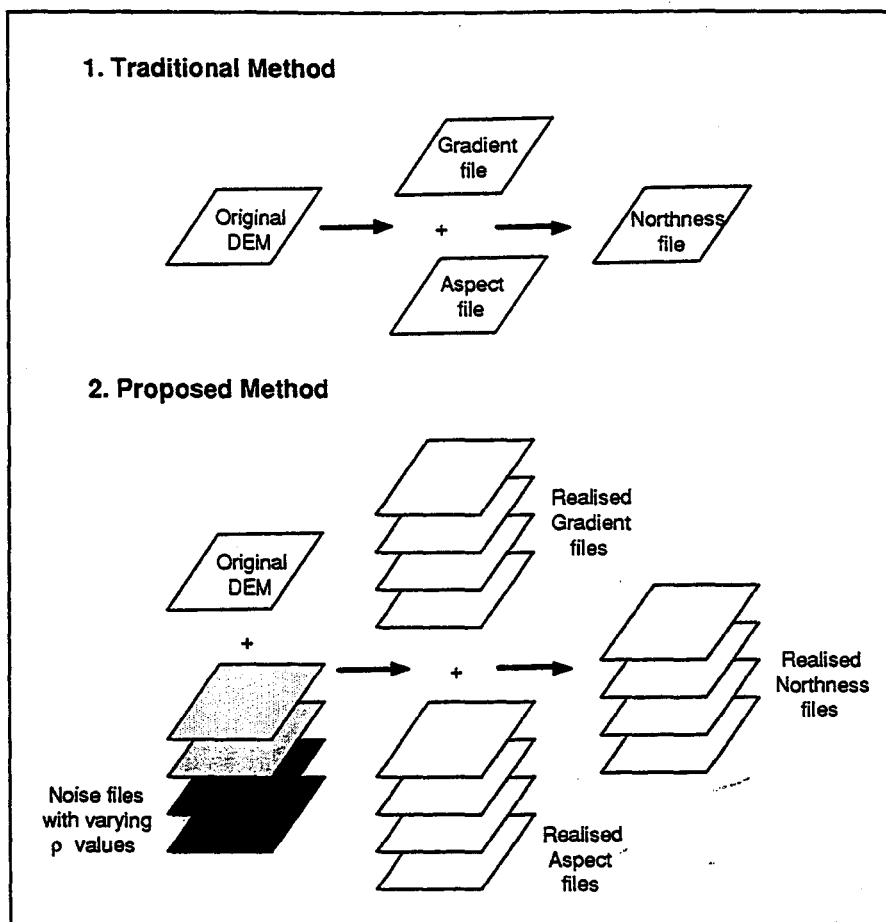 1. Traditional Method
Gradient
file
Original
DEM
+
Northness
file
Aspect
file
2. Proposed Method
Realised
Gradient
files
Original
DEM
+
+
Realised
Northness
files
Noise files
with varying
ρ values
Realised
Aspect
files